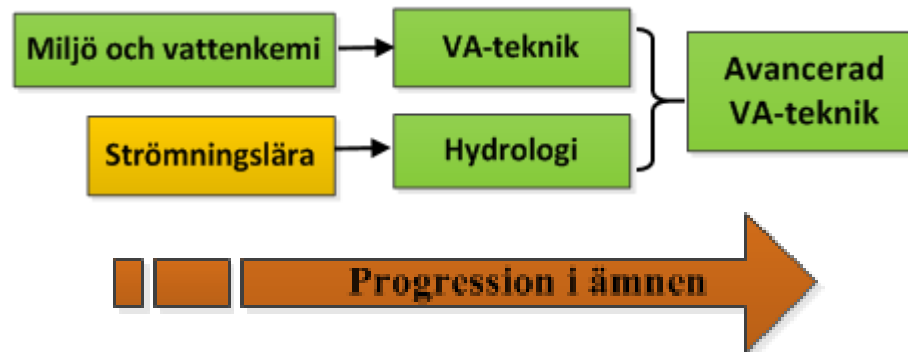 Miljö och vattenkemi
VA-teknik
Strömningslära
Hydrologi
Avancerad
VA-teknik
Progression i ämnen